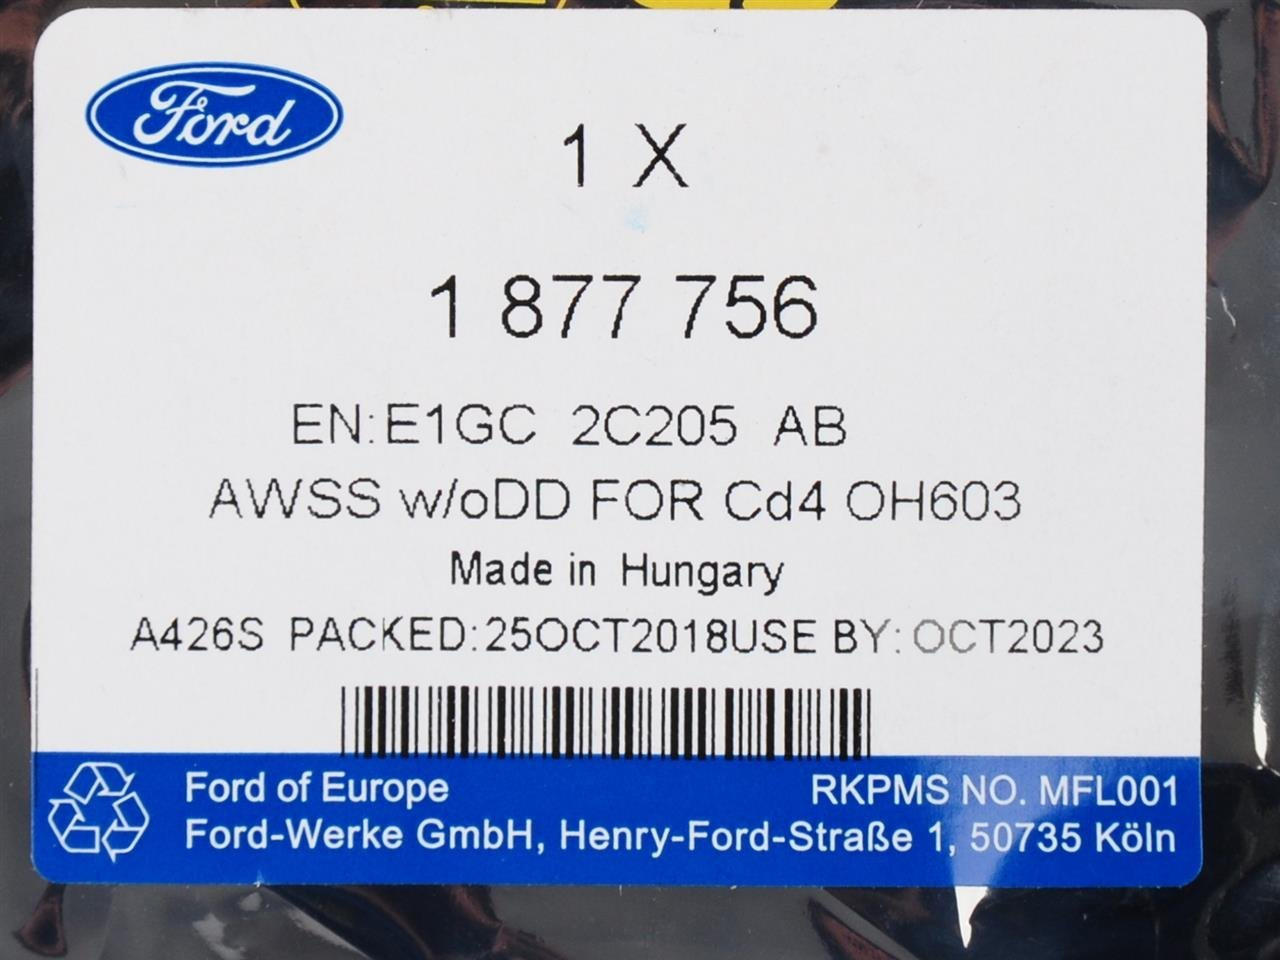 Ford
1 X
1 877 756
EN:E1GC 2C205 AB
AWSS w/oDD FOR Cd4 OH603
Made in Hungary
A426S PACKED:25OCT2018USE BY: OCT2023
Ford of Europe
RKPMS NO. MFL001
Ford-Werke GmbH, Henry-Ford-Straße 1, 50735 Köln